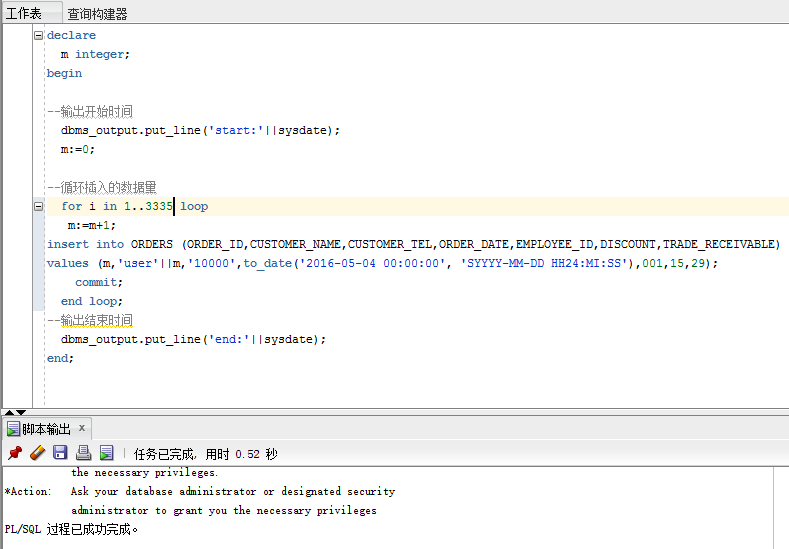 工作表 查询构建器
declare
m integer;
begin
--输出开始时间
dbms_output.put_line('start:'||sysdate);
m:=0;
--循环插入的数据量
for i in 1..3335 loop
m:=m+1;
insert into ORDERS (ORDER_ID,CUSTOMER_NAME,CUSTOMER_TEL,ORDER_DATE,EMPLOYEE_ID,DISCOUNT,TRADE_RECEIVABLE)
values (m,'user'||m,'10000',to_date('2016-05-04 00:00:00', 'SYYYY-MM-DD HH24:MI:SS'),001,15,29);
commit;
end loop;
--输出结束时间
dbms_output.put_line('end:'||sysdate);
end;
脚本输出 x
任务已完成, 用时 0.52 秒
the necessary privileges.
*Action: Ask your database administrator or designated security
administrator to grant you the necessary privileges
PL/SQL 过程已成功完成。